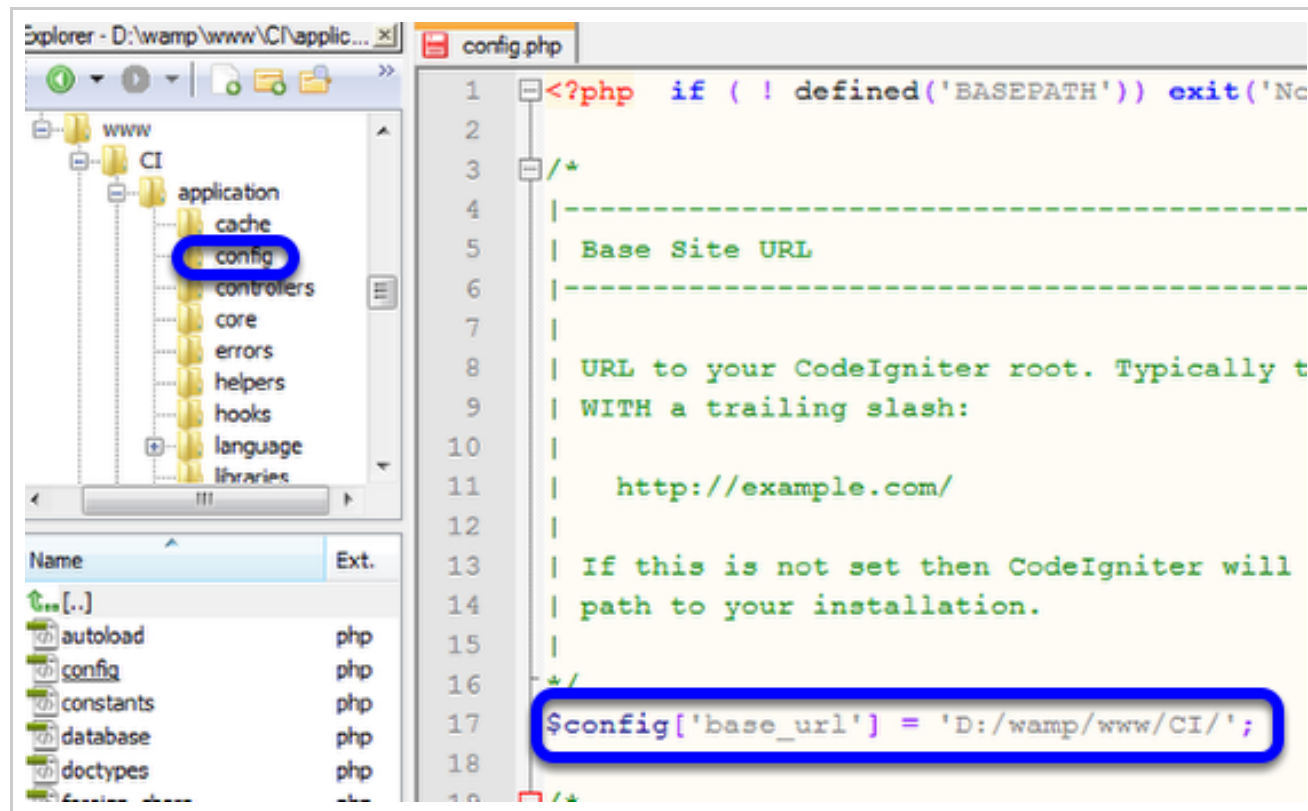 Explorer - D:\wamp\www\CI\applic...
www
CI
application
cache
config
controllers
core
errors
helpers
hooks
language
libraries
Name Ext.
[..]
autoload php
config php
constants php
database php
doctypes php
config.php
1 <?php if ( ! defined('BASEPATH')) exit('No
2
3 /*
4 |------------------------------------------
5 | Base Site URL
6 |------------------------------------------
7 |
8 | URL to your CodeIgniter root. Typically t
9 | WITH a trailing slash:
10 |
11 | http://example.com/
12 |
13 | If this is not set then CodeIgniter will
14 | path to your installation.
15 |
16 */
17 $config['base_url'] = 'D:/wamp/www/CI/';
18
19 /*